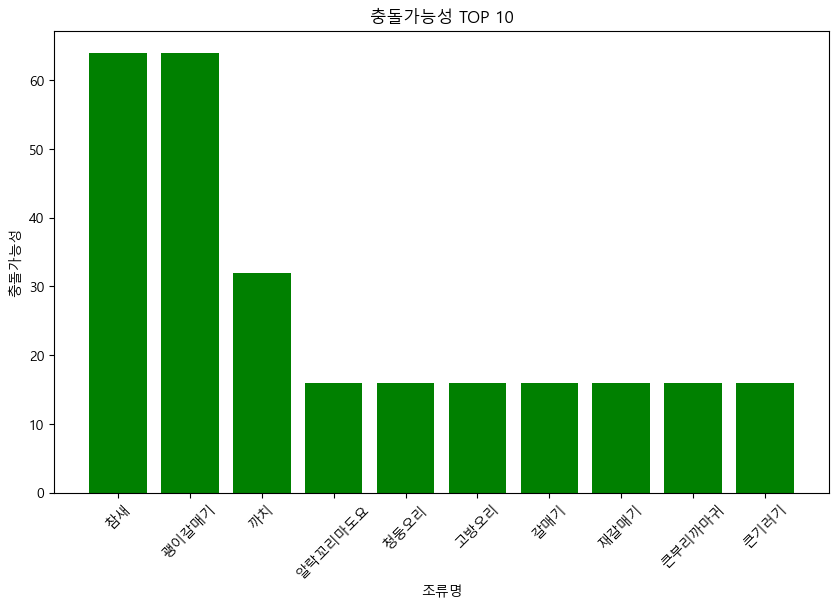 충돌가능성 TOP 10
충돌가능성
60
50
40
30
20
10
0
참새
괭이갈매기
까치
알락꼬리마도요
청둥오리
고방오리
갈매기
재갈매기
큰부리까마귀
큰기러기
조류명